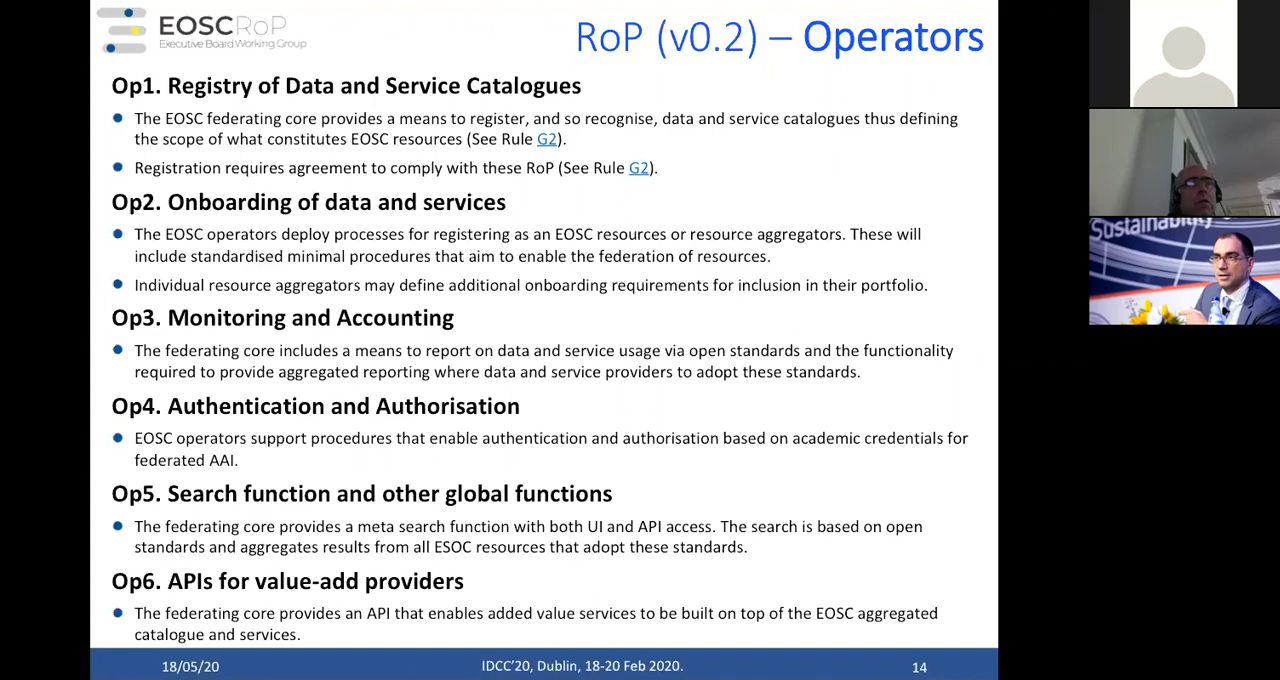 EOSCRoP
Executive Board Working Group
RoP (v0.2) – Operators
Op1. Registry of Data and Service Catalogues
The EOSC federating core provides a means to register, and so recognise, data and service catalogues thus defining
the scope of what constitutes EOSC resources (See Rule G2).
Registration requires agreement to comply with these RoP (See Rule G2).
Op2. Onboarding of data and services
The EOSC operators deploy processes for registering as an EOSC resources or resource aggregators. These will
include standardised minimal procedures that aim to enable the federation of resources.
Individual resource aggregators may define additional onboarding requirements for inclusion in their portfolio.
Op3. Monitoring and Accounting
The federating core includes a means to report on data and service usage via open standards and the functionality
required to provide aggregated reporting where data and service providers to adopt these standards.
Op4. Authentication and Authorisation
EOSC operators support procedures that enable authentication and authorisation based on academic credentials for
federated AAI.
Op5. Search function and other global functions
The federating core provides a meta search function with both UI and API access. The search is based on open
standards and aggregates results from all ESOC resources that adopt these standards.
Op6. APIs for value-add providers
The federating core provides an API that enables added value services to be built on top of the EOSC aggregated
catalogue and services.
18/05/20
IDCC'20, Dublin, 18-20 Feb 2020.
14
Sustainability